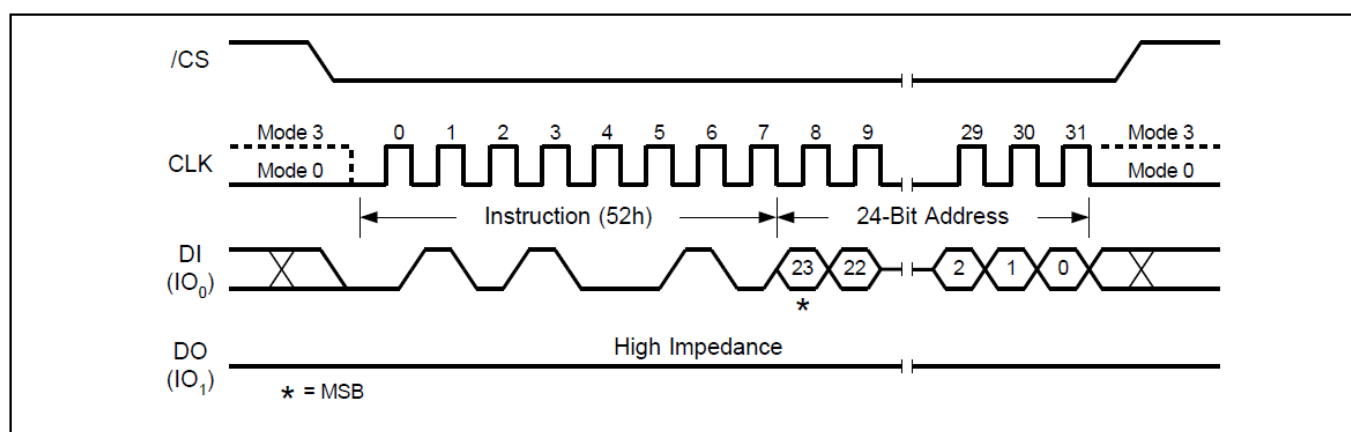 /CS
Mode 3 0 1 2 3 4 5 6 7 8 9 29 30 31 Mode 3
CLK
Mode 0 Mode 0
Instruction (52h) 24-Bit Address
DI
(IO₀)
23 22 2 1 0
*
DO
(IO₁)
High Impedance
* = MSB